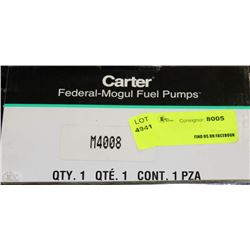 Carter
Federal-Mogul Fuel Pumps
LOT
4941
Consignor: 8005
FIND US ON FACEBOOK
M4008
QTY. 1 QTÉ. 1 CONT. 1 PZA